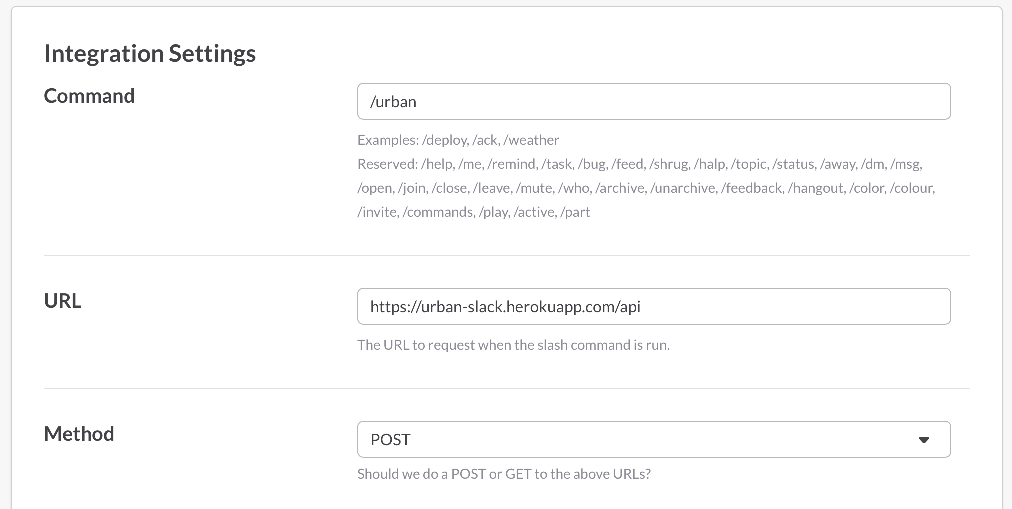 Integration Settings
Command
/urban
Examples: /deploy, /ack, /weather
Reserved: /help, /me, /remind, /task, /bug, /feed, /shrug, /halp, /topic, /status, /away, /dm, /msg,
/open, /join, /close, /leave, /mute, /who, /archive, /unarchive, /feedback, /hangout, /color, /colour,
/invite, /commands, /play, /active, /part
URL
https://urban-slack.herokuapp.com/api
The URL to request when the slash command is run.
Method
POST
Should we do a POST or GET to the above URLs?